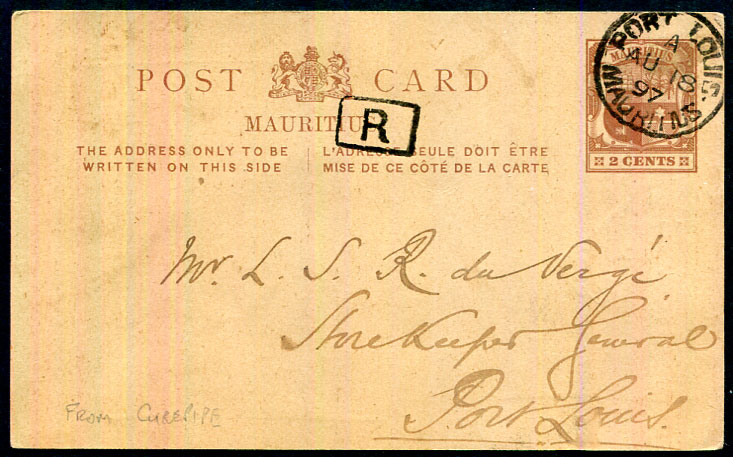 POST CARD
MAURITIUS
R
THE ADDRESS ONLY TO BE
WRITTEN ON THIS SIDE
L'ADRESSE SEULE DOIT ÊTRE
MISE DE CE CÔTÉ DE LA CARTE
MAURITIUS
2 CENTS
PORT LOUIS
A
AU 18
97
MAURITIUS
Mr. L. S. R. du Vergé
Storekeeper General
Port Louis.
FROM CUREPIPE